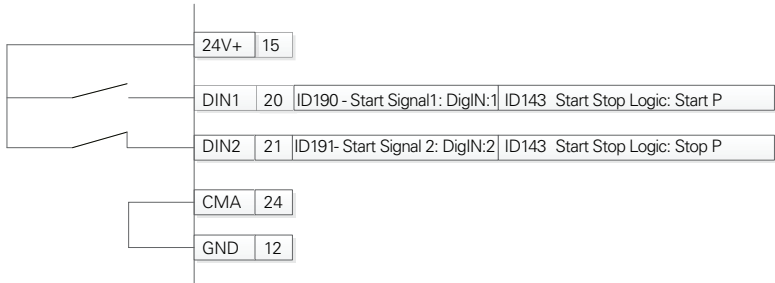 24V+ 15
DIN1 20 ID190 - Start Signal1: DigIN:1 ID143 Start Stop Logic: Start P
DIN2 21 ID191- Start Signal 2: DigIN:2 ID143 Start Stop Logic: Stop P
CMA 24
GND 12